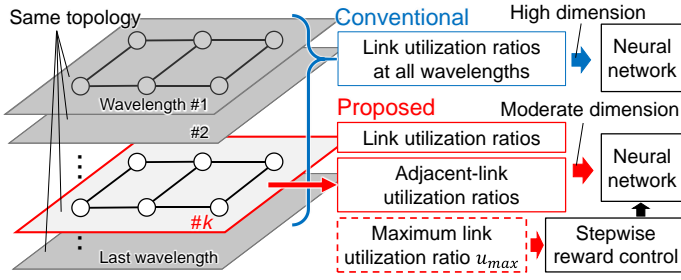 Same topology
Wavelength #1
#2
#k
Last wavelength
Conventional
High dimension
Link utilization ratios
at all wavelengths
Neural
network
Proposed
Moderate dimension
Link utilization ratios
Adjacent-link
utilization ratios
Neural
network
Maximum link
utilization ratio u_max
Stepwise
reward control